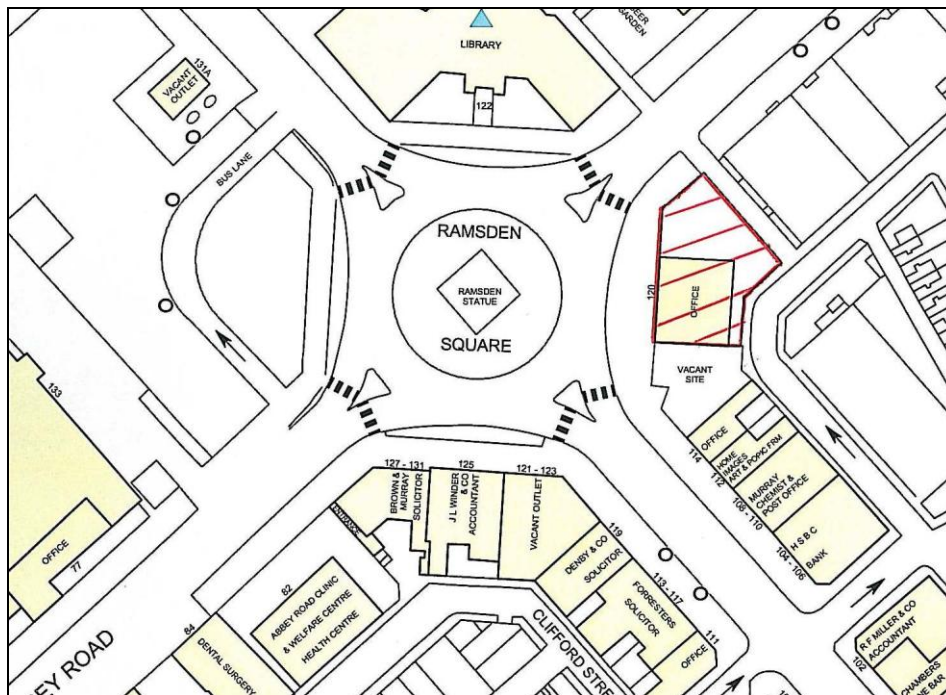 BEER
GARDEN
LIBRARY
122
131A
VACANT
OUTLET
BUS LANE
RAMSDEN
RAMSDEN
STATUE
SQUARE
120
OFFICE
VACANT
SITE
OFFICE
114
HOME
IMAGES
ART & POPIC FRM
112
MURRAY
CHEMIST &
POST OFFICE
108 - 110
H S B C
BANK
104 - 106
R F MILLER & CO
ACCOUNTANT
102
CHAMBERS
133
OFFICE
77
127 - 131
BROWN &
MURRAY
SOLICITOR
ENTRANCE
125
J L WINDER
& CO
ACCOUNTANT
121 - 123
VACANT OUTLET
119
DENBY & CO
SOLICITOR
113 - 117
FORRESTERS
SOLICITOR
111
OFFICE
82
ABBEY ROAD CLINIC
& WELFARE CENTRE
HEALTH CENTRE
84
DENTAL SURGERY
CLIFFORD STRE
EY ROAD